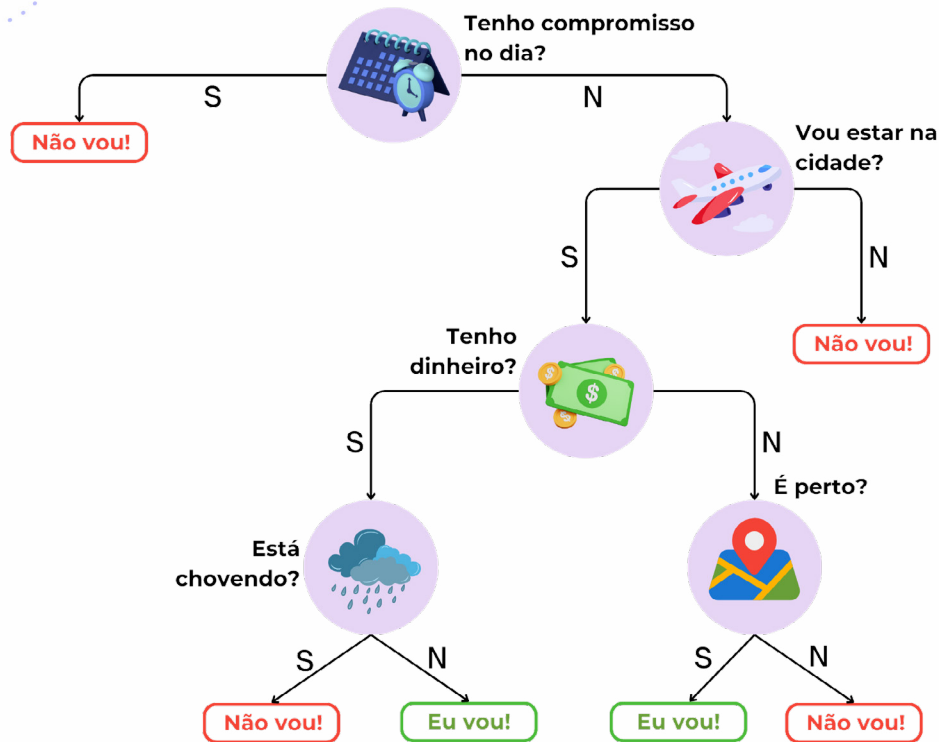 Tenho compromisso
no dia?
S
N
Não vou!
Vou estar na
cidade?
S
N
Não vou!
Tenho
dinheiro?
$
S
N
É perto?
Está
chovendo?
S
N
S
N
Não vou!
Eu vou!
Eu vou!
Não vou!